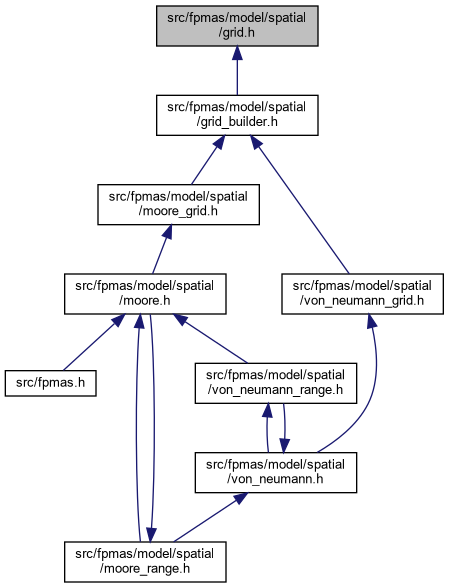 src/fpmas/model/spatial
/grid.h
src/fpmas/model/spatial
/grid_builder.h
src/fpmas/model/spatial
/moore_grid.h
src/fpmas/model/spatial
/moore.h
src/fpmas/model/spatial
/von_neumann_grid.h
src/fpmas.h
src/fpmas/model/spatial
/von_neumann_range.h
src/fpmas/model/spatial
/von_neumann.h
src/fpmas/model/spatial
/moore_range.h